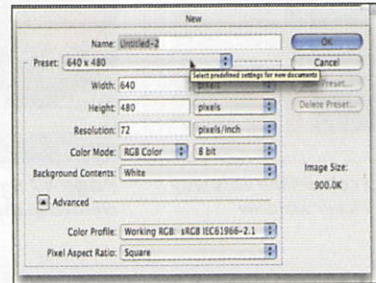 New
Name: Untitled-2
OK
Preset: 640 x 480
Cancel
Select predefined settings for new documents
Width: 640 pixels
Preset...
Height: 480 pixels
Delete Preset...
Resolution: 72 pixels/inch
Color Mode: RGB Color 8 bit
Image Size:
Background Contents: White
900.0K
Advanced
Color Profile: Working RGB: sRGB IEC61966-2.1
Pixel Aspect Ratio: Square